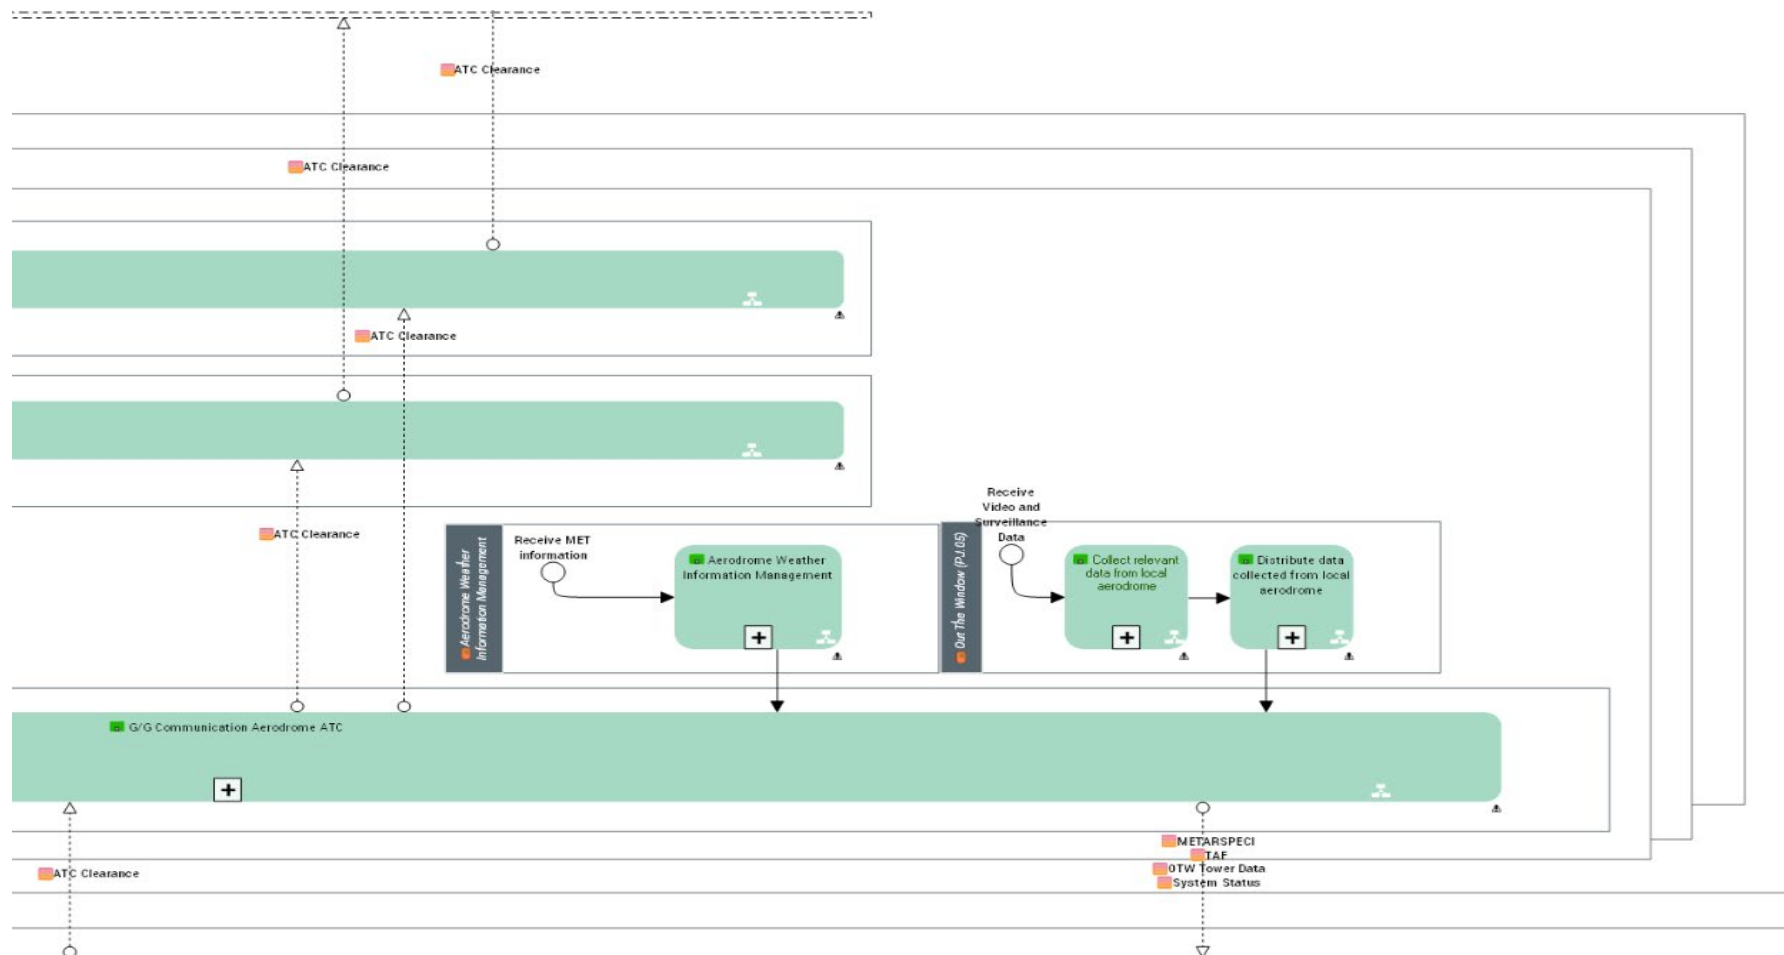 ATC Clearance
ATC Clearance
ATC Clearance
ATC Clearance
Aerodrome Weather
Information Management
Receive MET
information
Aerodrome Weather
Information Management
Out The Window (PJ.05)
Receive
Video and
Surveillance
Data
Collect relevant
data from local
aerodrome
Distribute data
collected from local
aerodrome
G/G Communication Aerodrome ATC
ATC Clearance
METARSPECI
TAF
OTW Tower Data
System Status